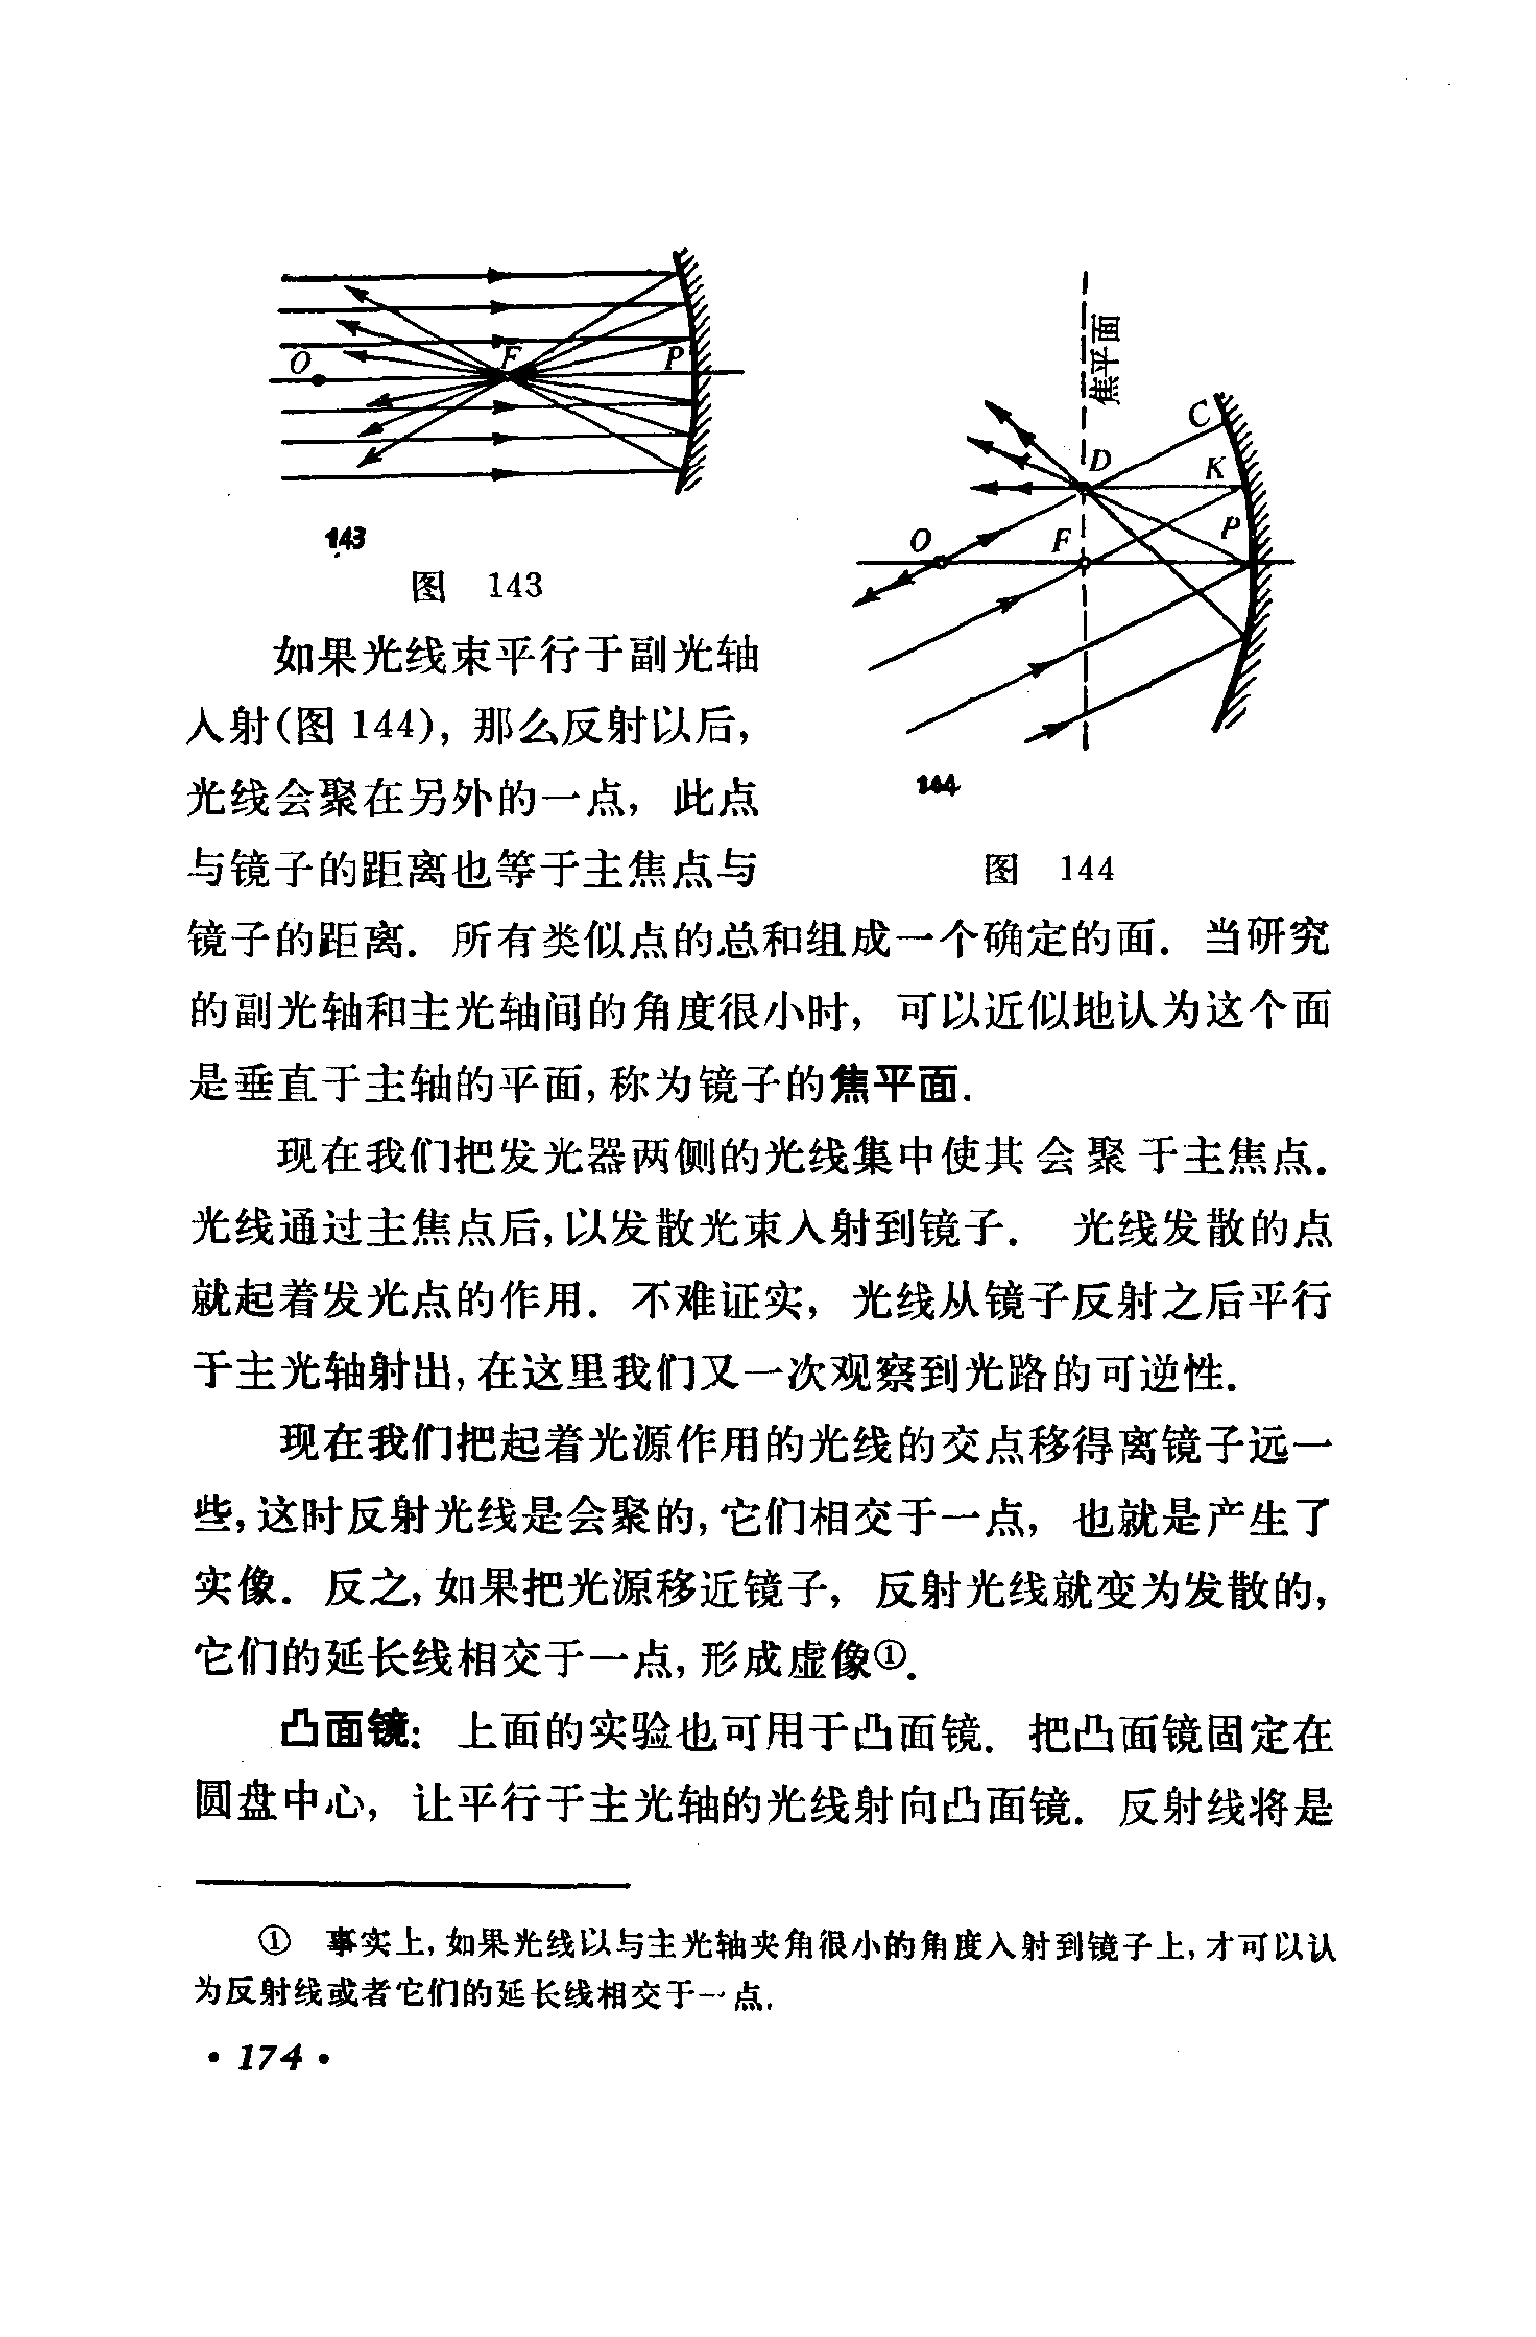 O
F
P
143
图 143
焦平面
C
D
K
O
F
P
144
图 144
如果光线束平行于副光轴
入射(图 144)，那么反射以后，
光线会聚在另外的一点，此点
与镜子的距离也等于主焦点与
镜子的距离．所有类似点的总和组成一个确定的面．当研究
的副光轴和主光轴间的角度很小时，可以近似地认为这个面
是垂直于主轴的平面，称为镜子的焦平面．
现在我们把发光器两侧的光线集中使其会聚于主焦点．
光线通过主焦点后，以发散光束入射到镜子．光线发散的点
就起着发光点的作用．不难证实，光线从镜子反射之后平行
于主光轴射出，在这里我们又一次观察到光路的可逆性．
现在我们把起着光源作用的光线的交点移得离镜子远一
些，这时反射光线是会聚的，它们相交于一点，也就是产生了
实像．反之，如果把光源移近镜子，反射光线就变为发散的，
它们的延长线相交于一点，形成虚像①．
凸面镜：上面的实验也可用于凸面镜．把凸面镜固定在
圆盘中心，让平行于主光轴的光线射向凸面镜．反射线将是
① 事实上，如果光线以与主光轴夹角很小的角度入射到镜子上，才可以认
为反射线或者它们的延长线相交于一点．
· 174 ·